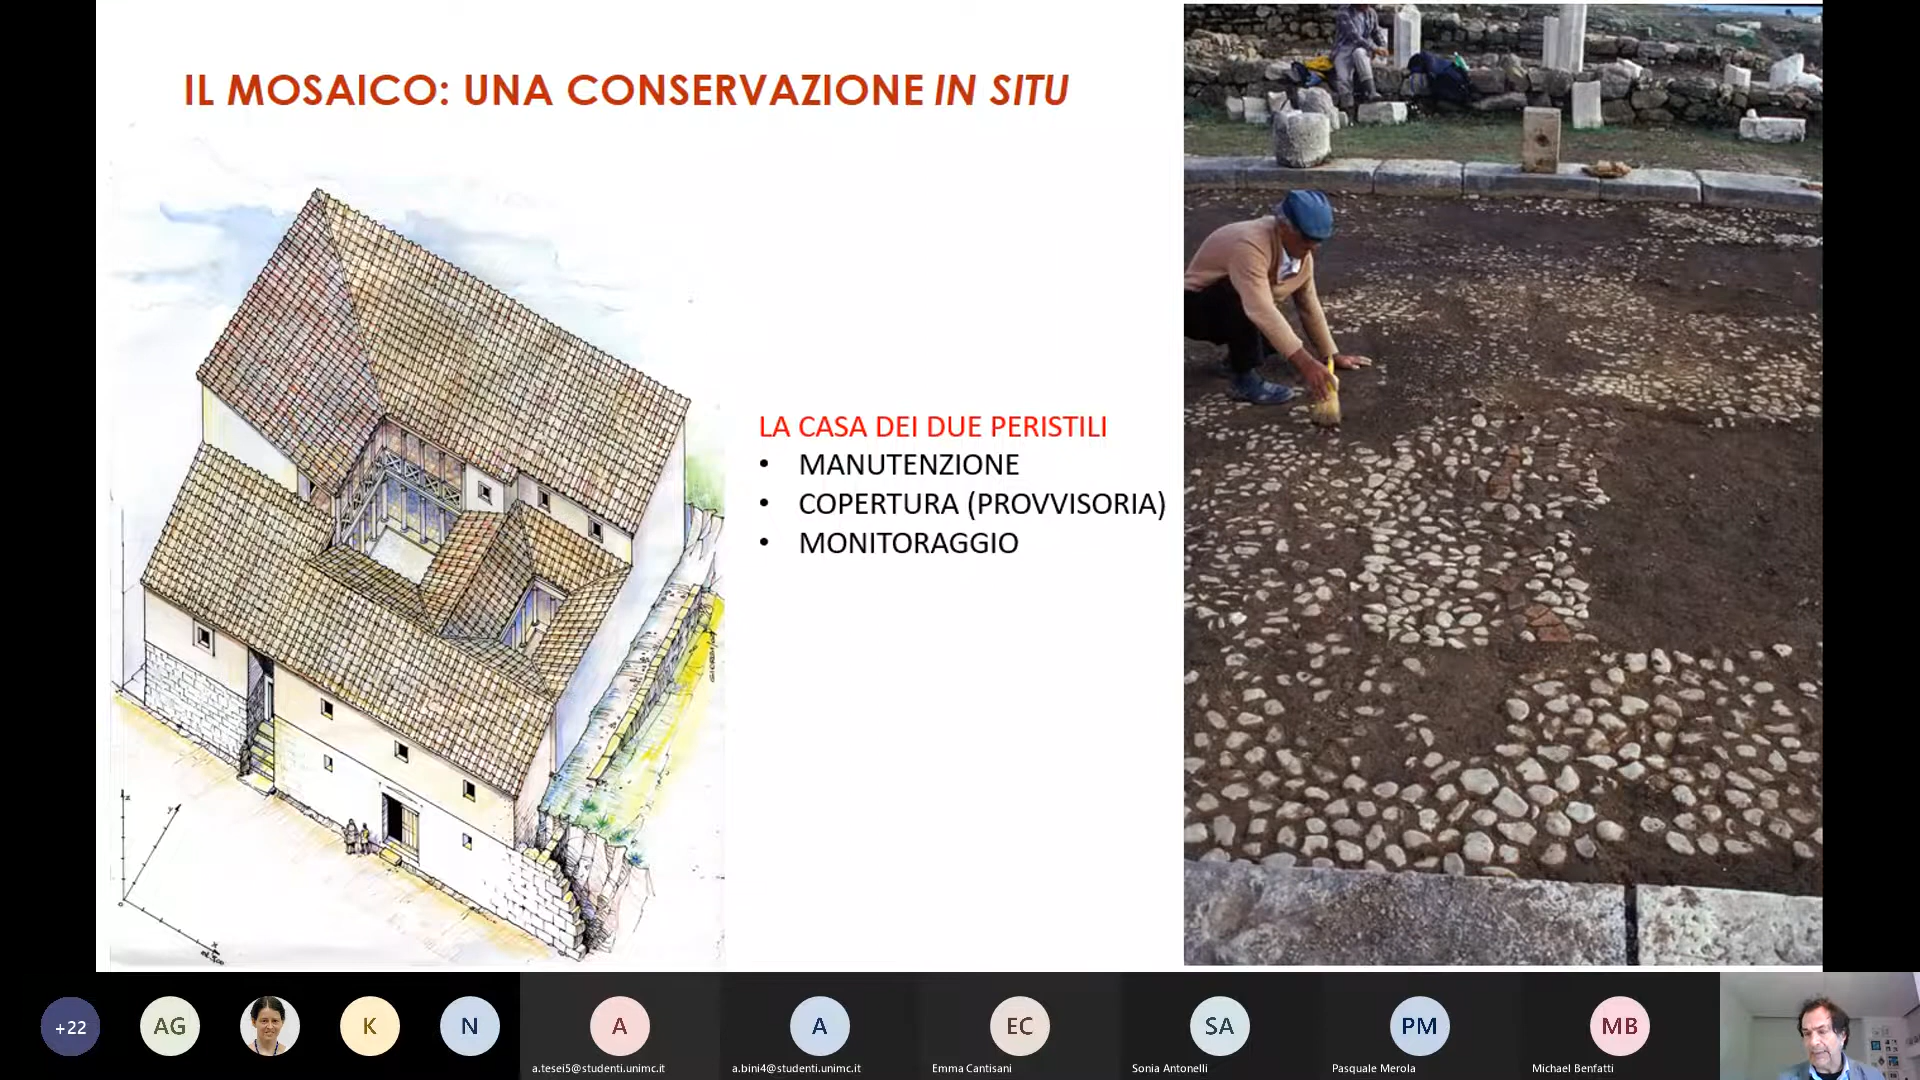 IL MOSAICO: UNA CONSERVAZIONE IN SITU
LA CASA DEI DUE PERISTILI
• MANUTENZIONE
• COPERTURA (PROVVISORIA)
• MONITORAGGIO
+22
AG
K
N
A
A
EC
SA
PM
MB
a.tesei5@studenti.unimc.it
a.bini4@studenti.unimc.it
Emma Cantisani
Sonia Antonelli
Pasquale Merola
Michael Benfatti